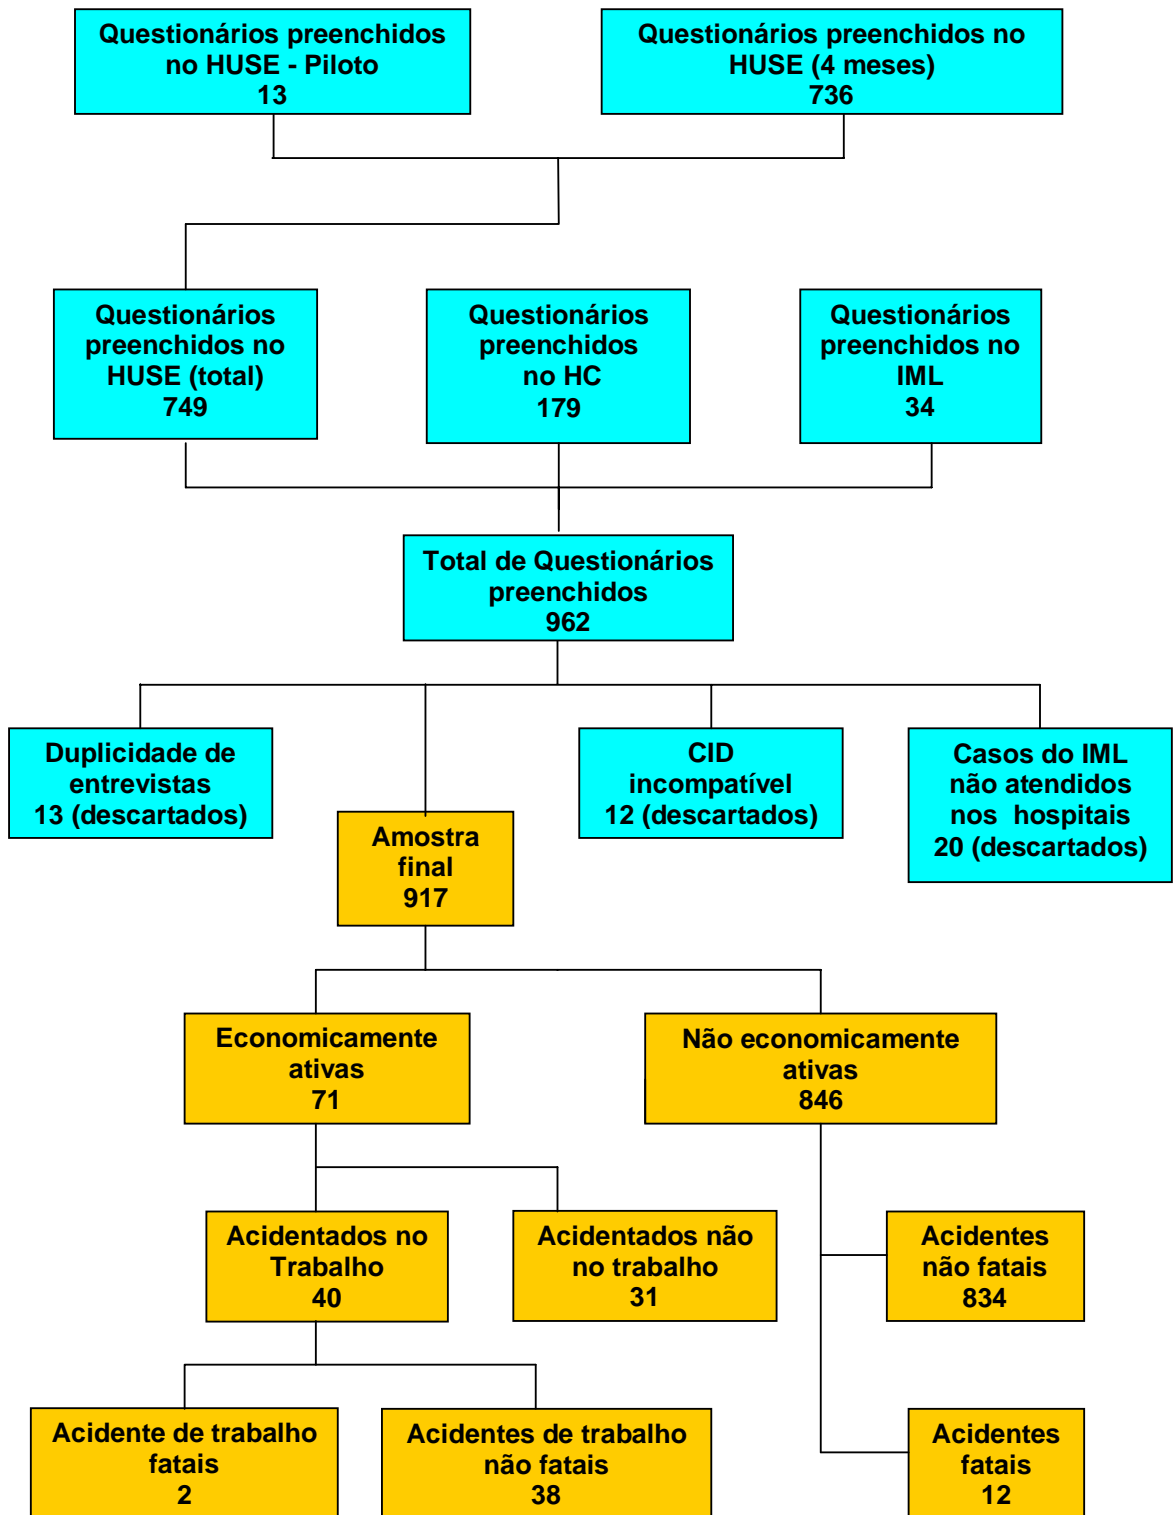 Questionários preenchidos
no HUSE - Piloto
13
Questionários preenchidos no
HUSE (4 meses)
736
Questionários
preenchidos no
HUSE (total)
749
Questionários
preenchidos
no HC
179
Questionários
preenchidos no
IML
34
Total de Questionários
preenchidos
962
Duplicidade de
entrevistas
13 (descartados)
CID
incompatível
12 (descartados)
Casos do IML
não atendidos
nos hospitais
20 (descartados)
Amostra
final
917
Economicamente
ativas
71
Não economicamente
ativas
846
Acidentados no
Trabalho
40
Acidentados não
no trabalho
31
Acidentes
não fatais
834
Acidente de trabalho
fatais
2
Acidentes de trabalho
não fatais
38
Acidentes
fatais
12